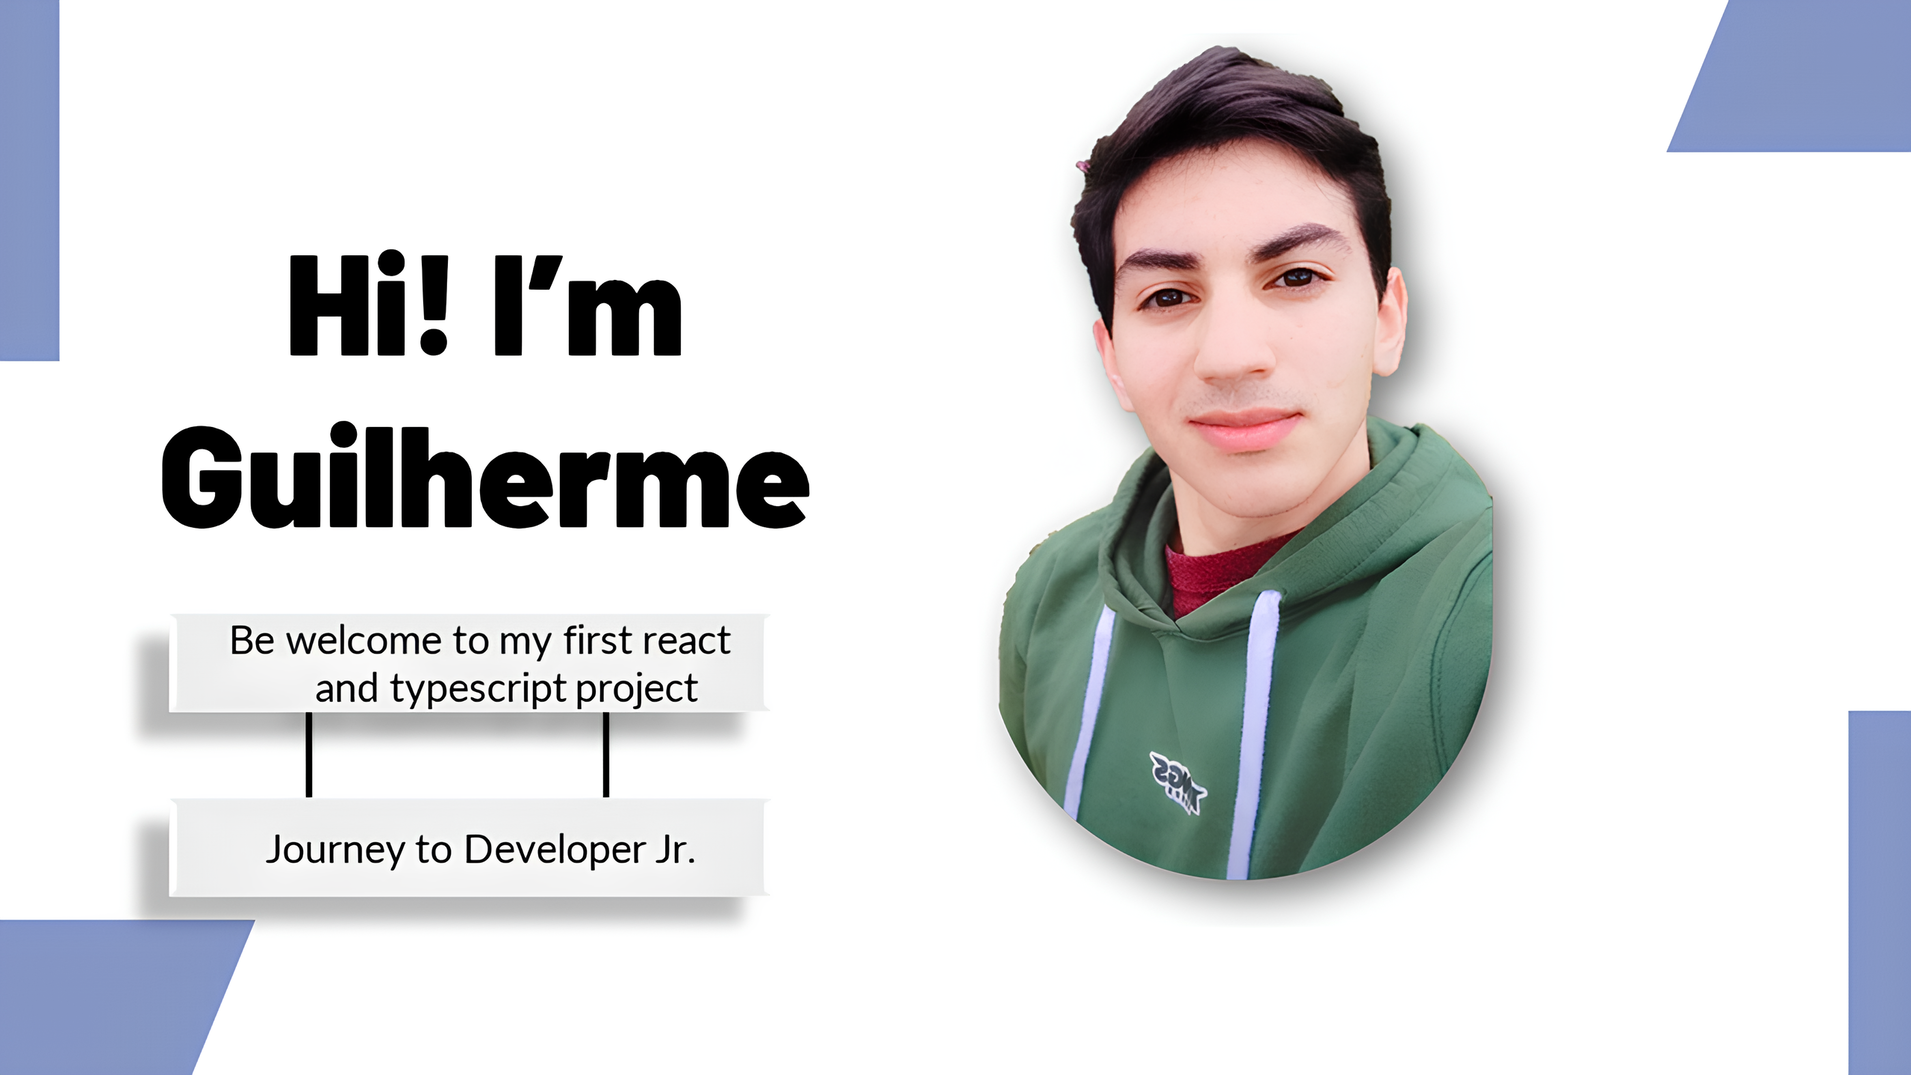 Hi! I’m
Guilherme
Be welcome to my first react
and typescript project
Journey to Developer Jr.